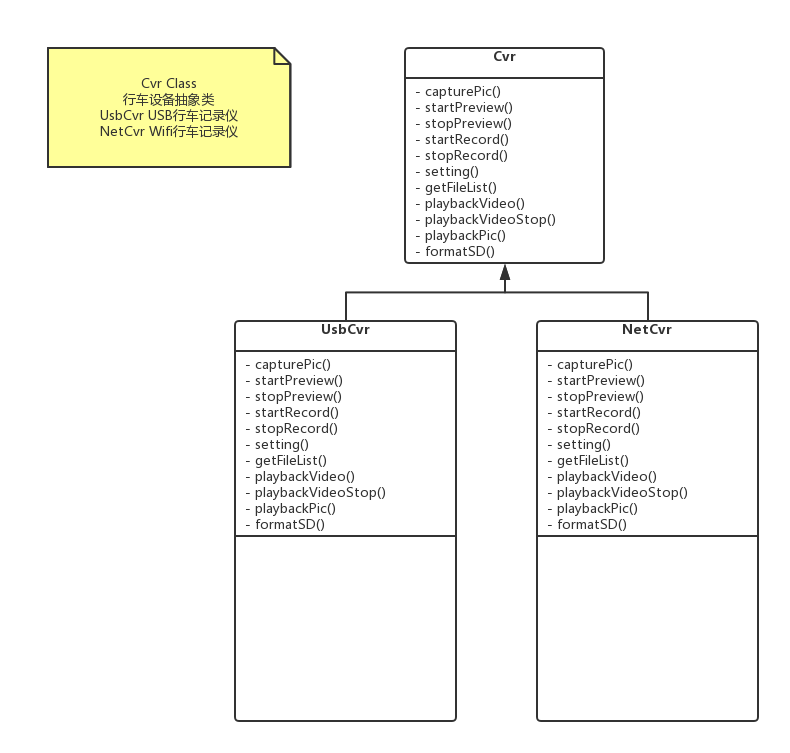 Cvr Class
行车设备抽象类
UsbCvr USB行车记录仪
NetCvr Wifi行车记录仪
Cvr
- capturePic()
- startPreview()
- stopPreview()
- startRecord()
- stopRecord()
- setting()
- getFileList()
- playbackVideo()
- playbackVideoStop()
- playbackPic()
- formatSD()
UsbCvr
- capturePic()
- startPreview()
- stopPreview()
- startRecord()
- stopRecord()
- setting()
- getFileList()
- playbackVideo()
- playbackVideoStop()
- playbackPic()
- formatSD()
NetCvr
- capturePic()
- startPreview()
- stopPreview()
- startRecord()
- stopRecord()
- setting()
- getFileList()
- playbackVideo()
- playbackVideoStop()
- playbackPic()
- formatSD()